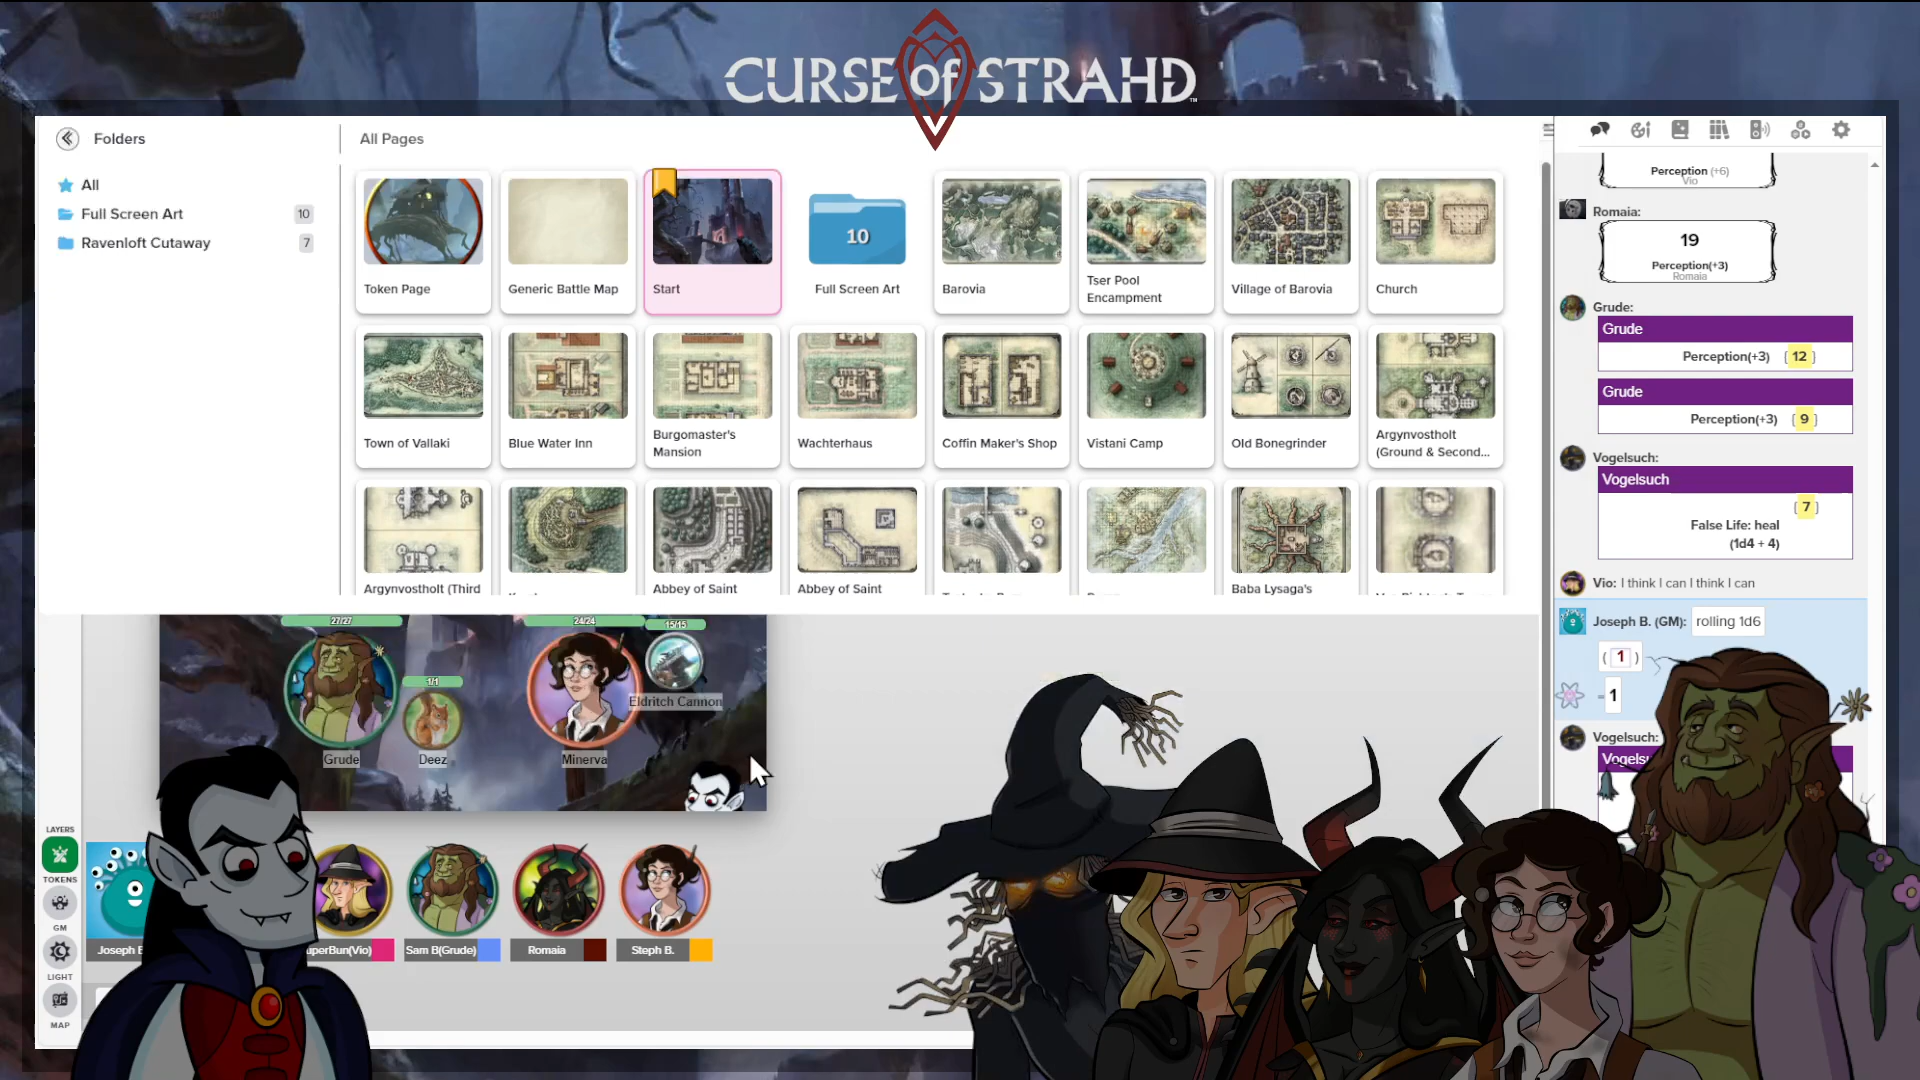 CURSE of STRAHD
Folders
All
Full Screen Art 10
Ravenloft Cutaway 7
All Pages
Token Page
Generic Battle Map
Start
10
Full Screen Art
Barovia
Tser Pool
Encampment
Village of Barovia
Church
Town of Vallaki
Blue Water Inn
Burgomaster's
Mansion
Wachterhaus
Coffin Maker's Shop
Vistani Camp
Old Bonegrinder
Argynvostholt
(Ground & Second...
Argynvostholt (Third
Abbey of Saint
Abbey of Saint
Baba Lysaga's
27/27
1/1
24/24
15/15
Eldritch Cannon
Grude
Deez
Minerva
LAYERS
TOKENS
GM
LIGHT
MAP
Joseph
uperBun(Vio)
Sam B(Grude)
Romaia
Steph B.
Perception (+6)
Vio
Romaia:
19
Perception(+3)
Romaia
Grude:
Grude
Perception(+3) 12
Grude
Perception(+3) 9
Vogelsuch:
Vogelsuch
7
False Life: heal
(1d4 + 4)
Vio: I think I can I think I can
Joseph B. (GM): rolling 1d6
( 1 )
= 1
Vogelsuch:
Vogelsu